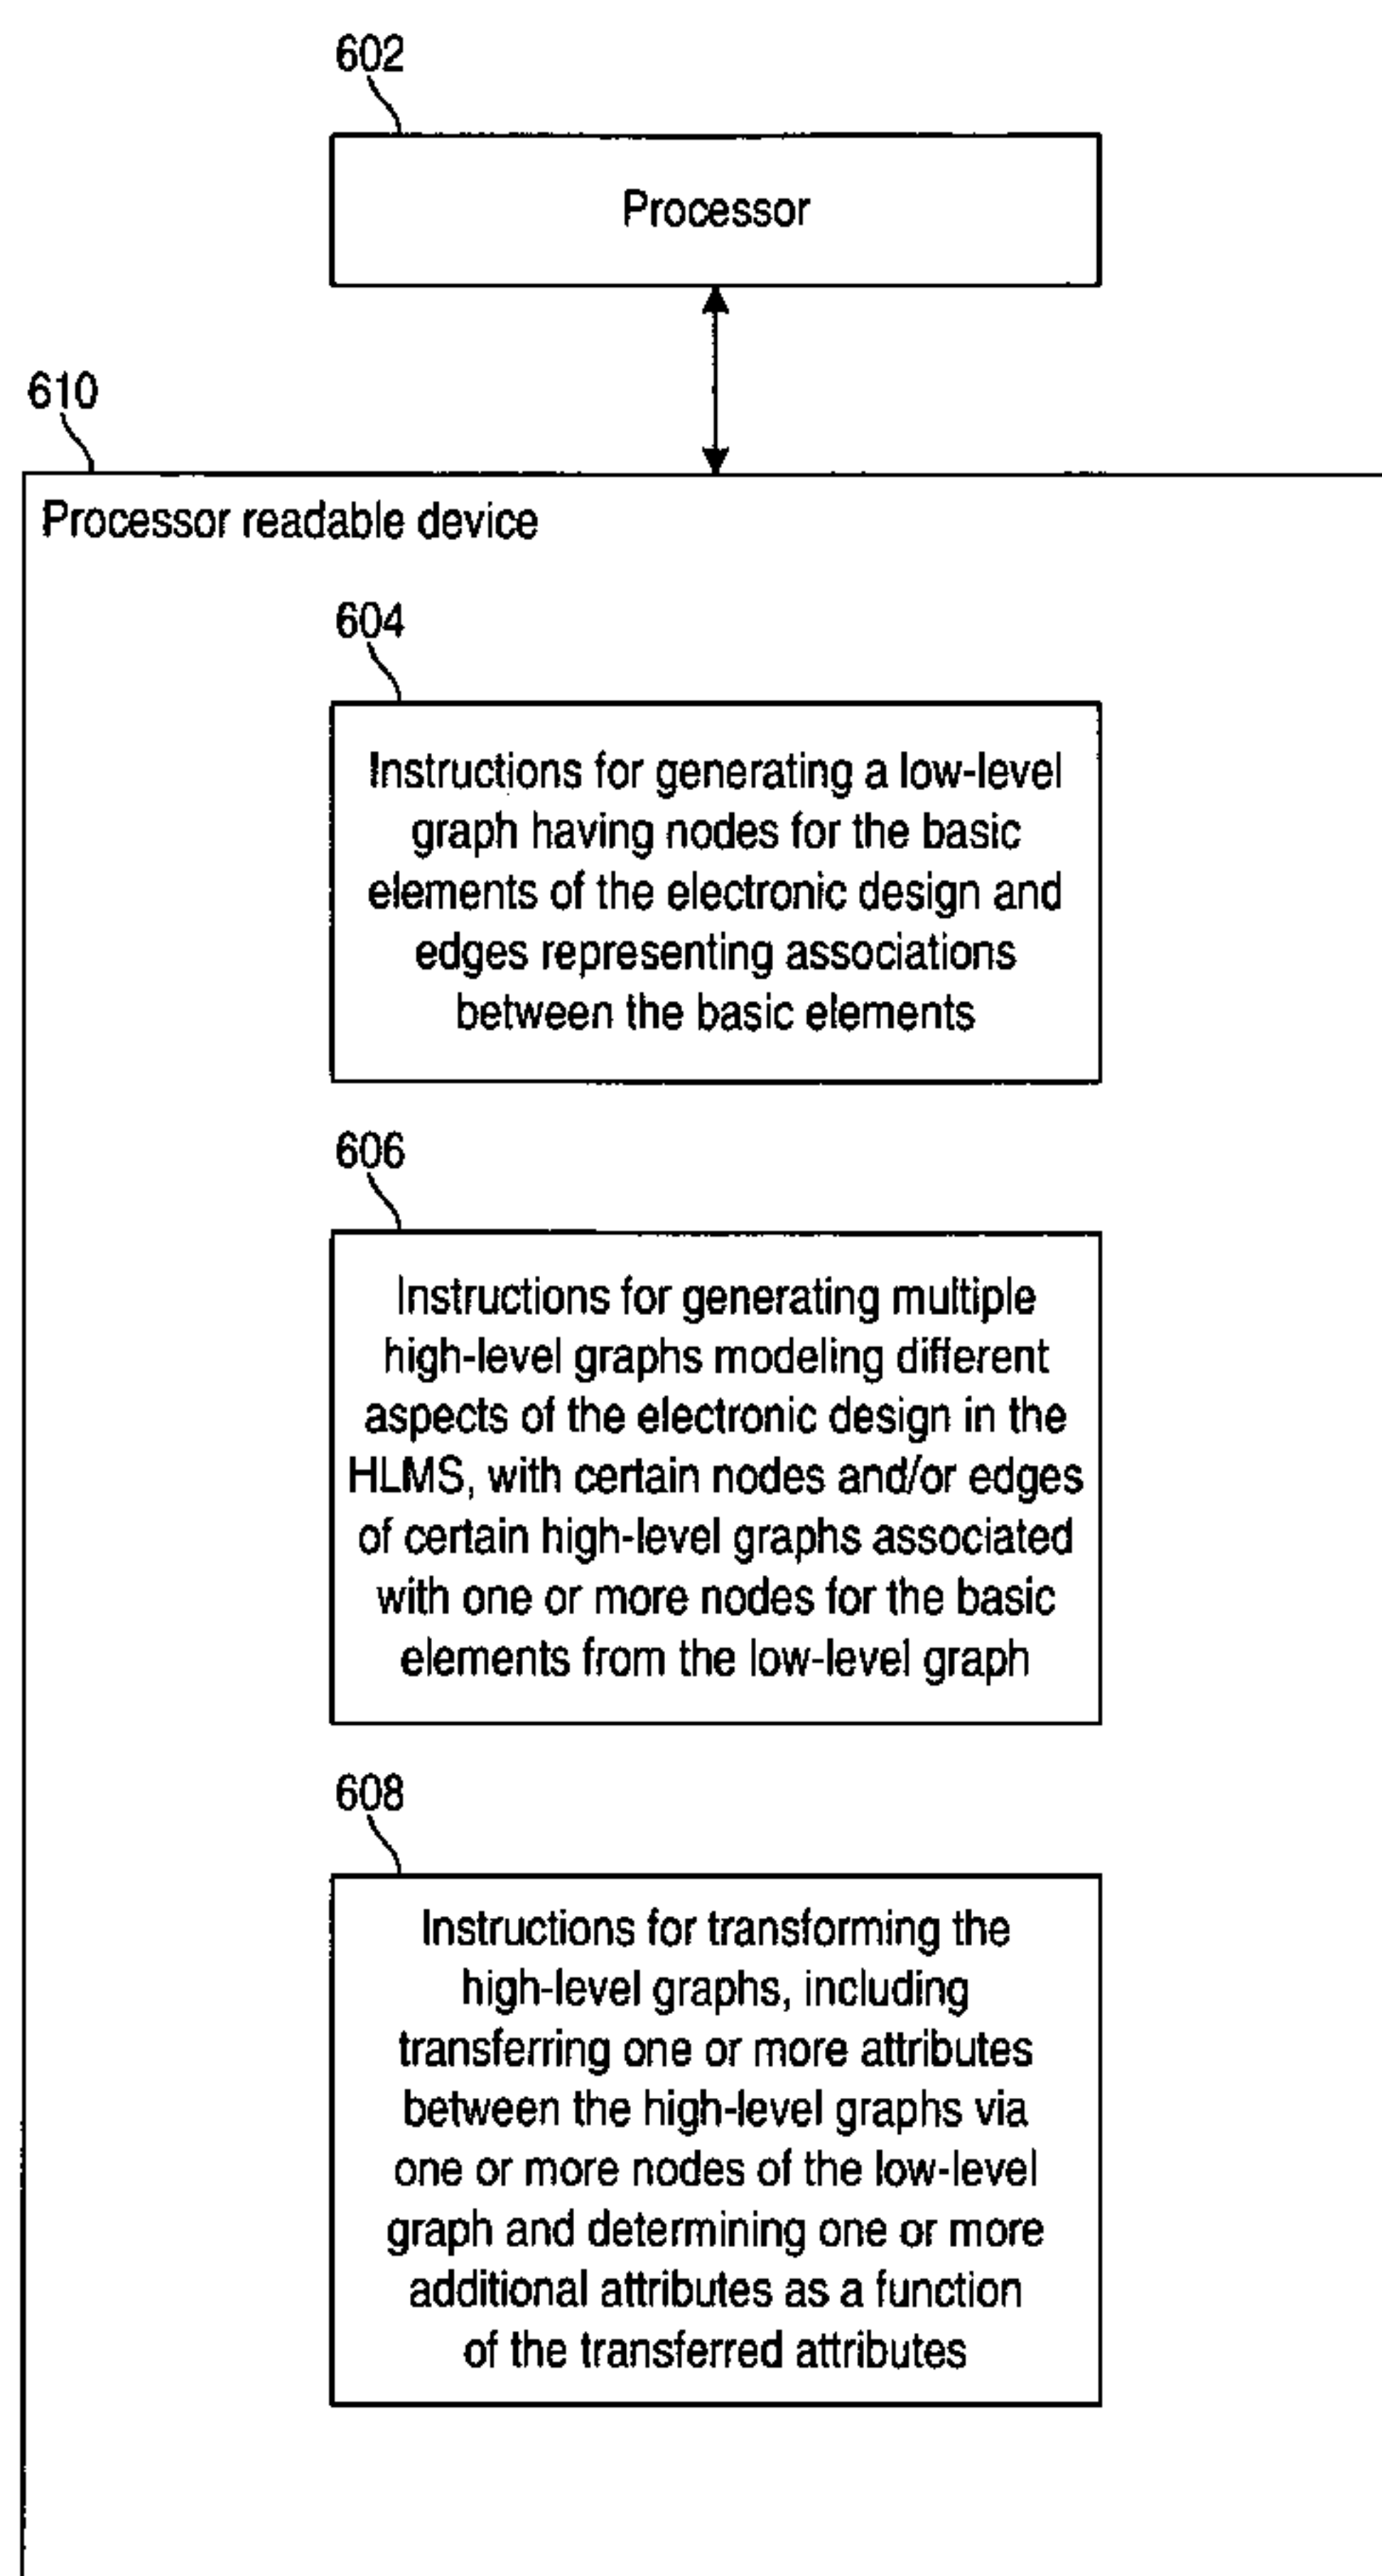 602
Processor
610
Processor readable device
604
Instructions for generating a low-level
graph having nodes for the basic
elements of the electronic design and
edges representing associations
between the basic elements
606
Instructions for generating multiple
high-level graphs modeling different
aspects of the electronic design in the
HLMS, with certain nodes and/or edges
of certain high-level graphs associated
with one or more nodes for the basic
elements from the low-level graph
608
Instructions for transforming the
high-level graphs, including
transferring one or more attributes
between the high-level graphs via
one or more nodes of the low-level
graph and determining one or more
additional attributes as a function
of the transferred attributes